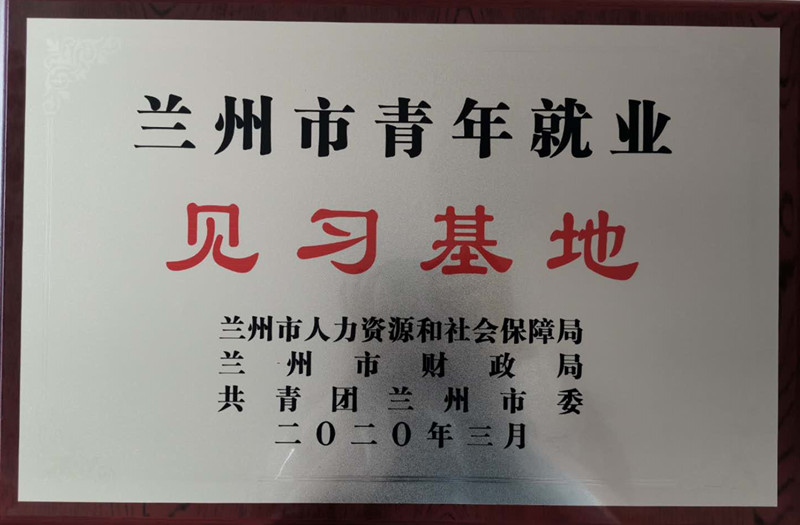 兰州市青年就业
见习基地
兰州市人力资源和社会保障局
兰州市财政局
共青团兰州市委
二〇二〇年三月